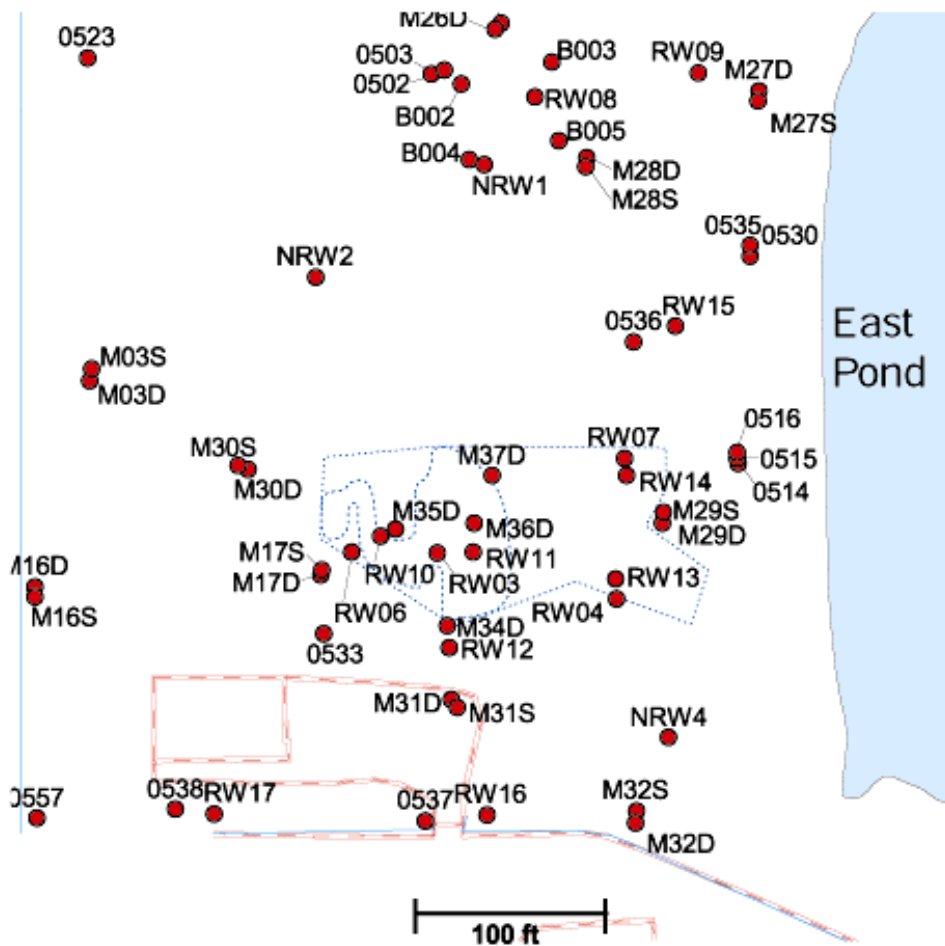 M26D
0523
0503
0502
B002
B003
RW08
RW09
M27D
M27S
B005
B004
NRW1
M28D
M28S
0535
0530
NRW2
RW15
0536
East
Pond
M03S
M03D
0516
0515
0514
M30S
M30D
M37D
RW07
RW14
M35D
M36D
M29S
M29D
M17S
M17D
RW10
RW03
RW11
RW13
RW04
M16D
M16S
RW06
M34D
RW12
0533
M31D
M31S
NRW4
0557
0538
RW17
0537
RW16
M32S
M32D
100 ft